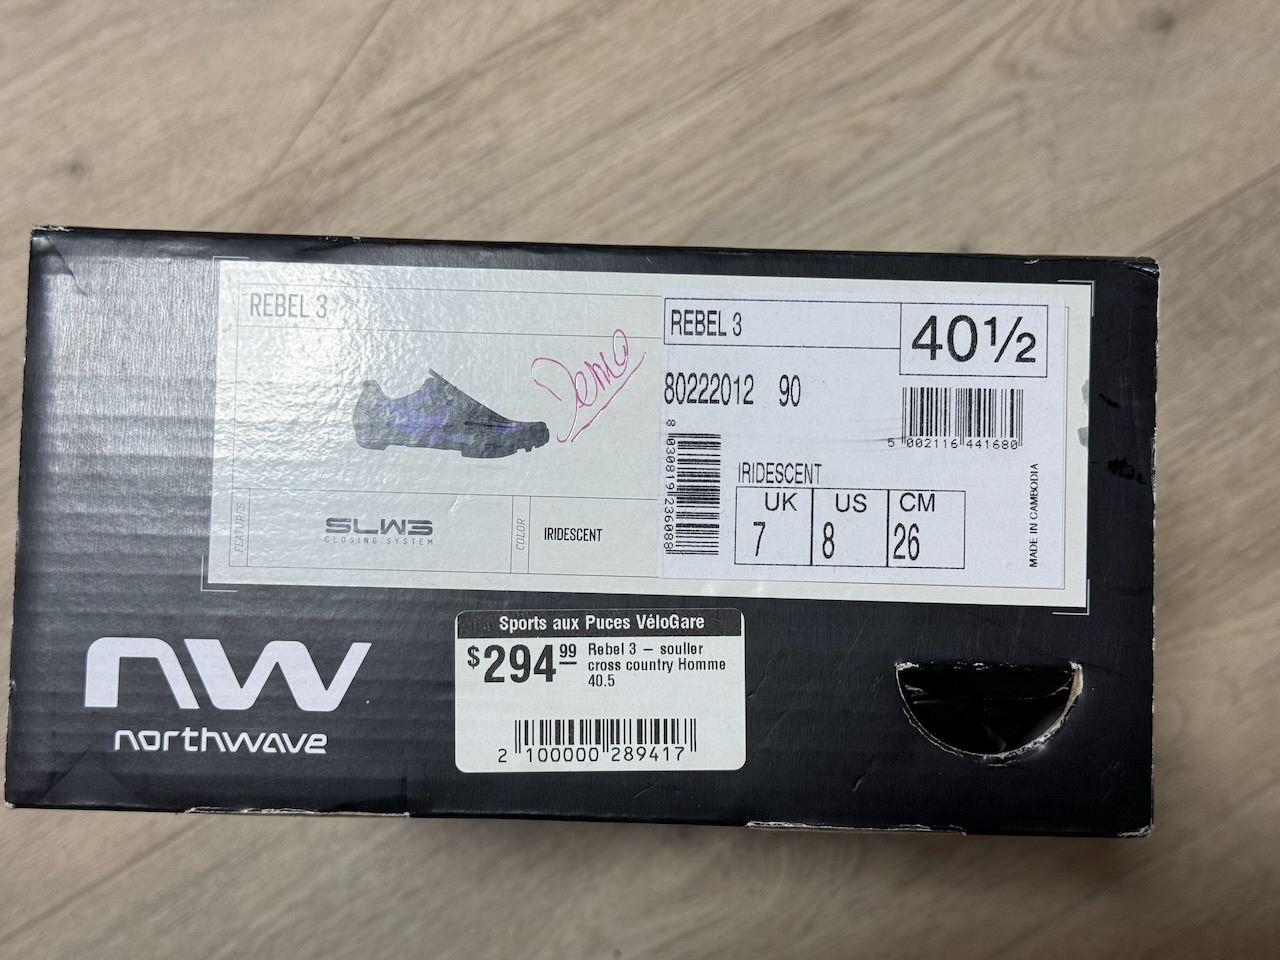 REBEL 3
Demo
FEATURES
SLW3
CLOSING SYSTEM
COLOR
IRIDESCENT
REBEL 3
40½
80222012 90
8 030819 236088
5 002116 441680
IRIDESCENT
UK US CM
7 8 26
MADE IN CAMBODIA
nw
northwave
Sports aux Puces VéloGare
$294.99
Rebel 3 – souller
cross country Homme
40.5
2 100000 289417